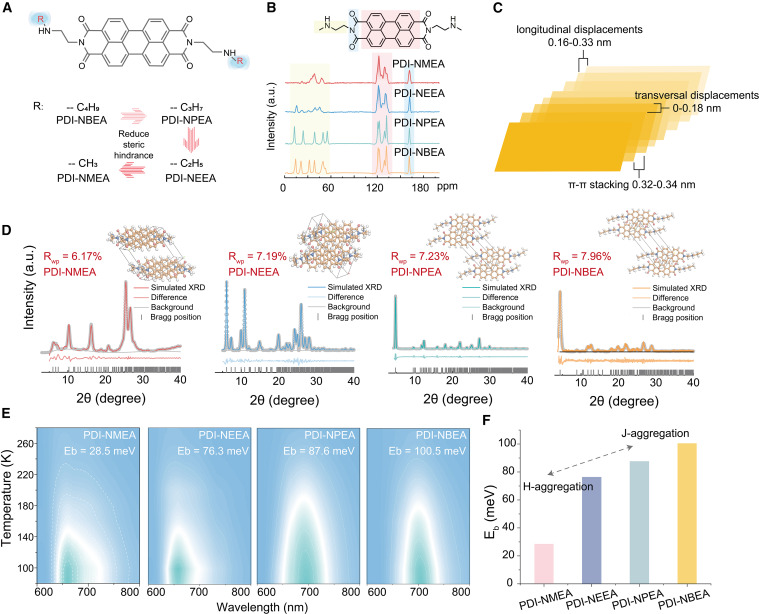 A
R
HN
O
O
N
N
O
O
NH
R
R:
-- C₄H₉
PDI-NBEA
-- C₃H₇
PDI-NPEA
Reduce
steric
hindrance
-- CH₃
PDI-NMEA
-- C₂H₅
PDI-NEEA
B
HN
O
O
N
N
O
O
NH
PDI-NMEA
PDI-NEEA
PDI-NPEA
PDI-NBEA
Intensity (a.u.)
0 60 120 180 ppm
C
longitudinal displacements
0.16-0.33 nm
transversal displacements
0-0.18 nm
π-π stacking 0.32-0.34 nm
D
Intensity (a.u.)
Rwp = 6.17%
PDI-NMEA
Simulated XRD
Difference
Background
Bragg position
10 20 30 40
2θ (degree)
Rwp = 7.19%
PDI-NEEA
Simulated XRD
Difference
Background
Bragg position
10 20 30 40
2θ (degree)
Rwp = 7.23%
PDI-NPEA
Simulated XRD
Difference
Background
Bragg position
10 20 30 40
2θ (degree)
Rwp = 7.96%
PDI-NBEA
Simulated XRD
Difference
Background
Bragg position
10 20 30 40
2θ (degree)
E
Temperature (K)
260
220
180
140
100
PDI-NMEA
Eb = 28.5 meV
PDI-NEEA
Eb = 76.3 meV
PDI-NPEA
Eb = 87.6 meV
PDI-NBEA
Eb = 100.5 meV
600 700 800
600 700 800
600 700 800
600 700 800
Wavelength (nm)
F
Eb (meV)
100
80
60
40
20
0
J-aggregation
H-aggregation
PDI-NMEA
PDI-NEEA
PDI-NPEA
PDI-NBEA